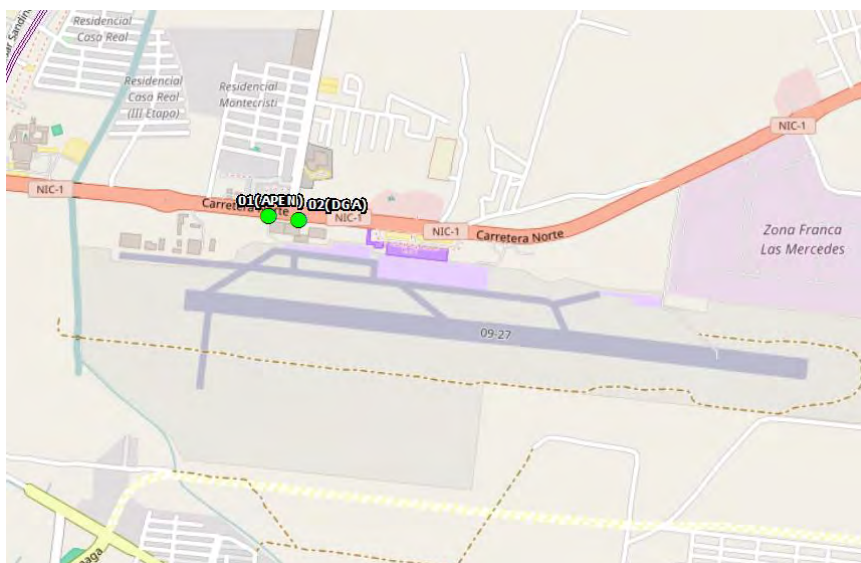 Residencial
Casa Real
Residencial
Casa Real
(III Etapa)
Residencial
Montecristi
NIC-1
NIC-1
01(APEN)
02(DGA)
Carretera Norte
NIC-1
NIC-1
Carretera Norte
Zona Franca
Las Mercedes
09-27